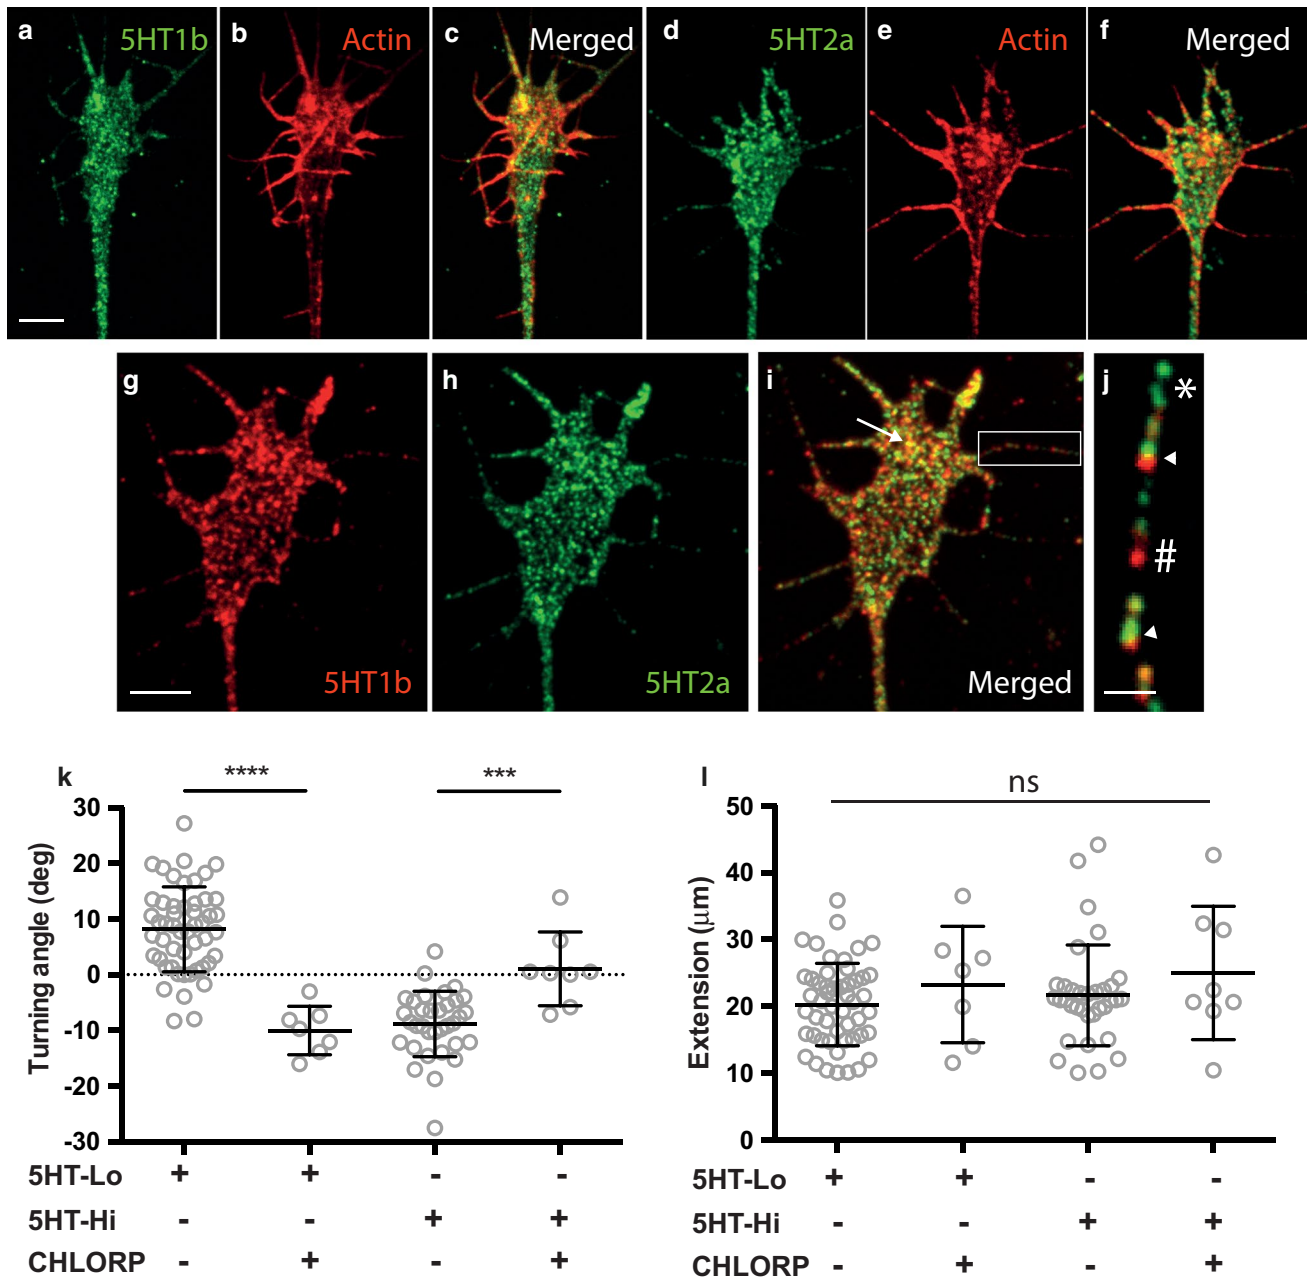 a 5HT1b b Actin c Merged d 5HT2a e Actin f Merged
g 5HT1b h 5HT2a i Merged j * #
k
**** ***
Turning angle (deg)
30
20
10
0
-10
-20
-30
5HT-Lo + + - -
5HT-Hi - - + +
CHLORP - + - +
l
ns
Extension (μm)
50
40
30
20
10
0
5HT-Lo + + - -
5HT-Hi - - + +
CHLORP - + - +